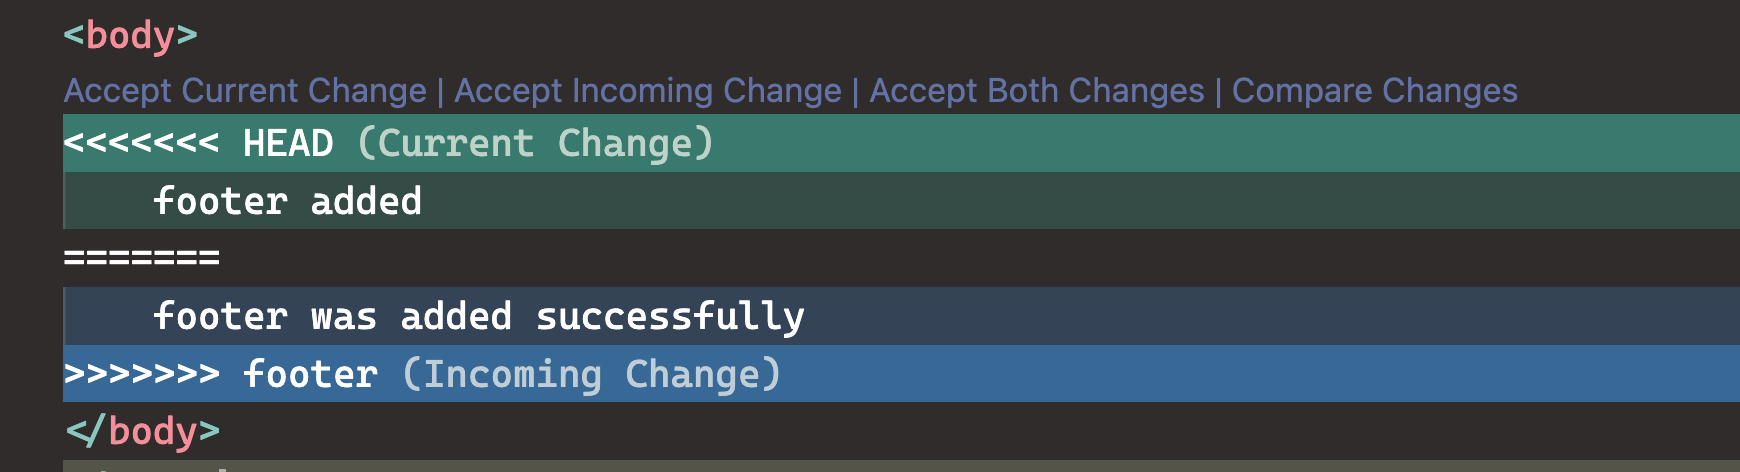 <body>
Accept Current Change | Accept Incoming Change | Accept Both Changes | Compare Changes
<<<<<<< HEAD (Current Change)
    footer added
=======
    footer was added successfully
>>>>>>> footer (Incoming Change)
</body>